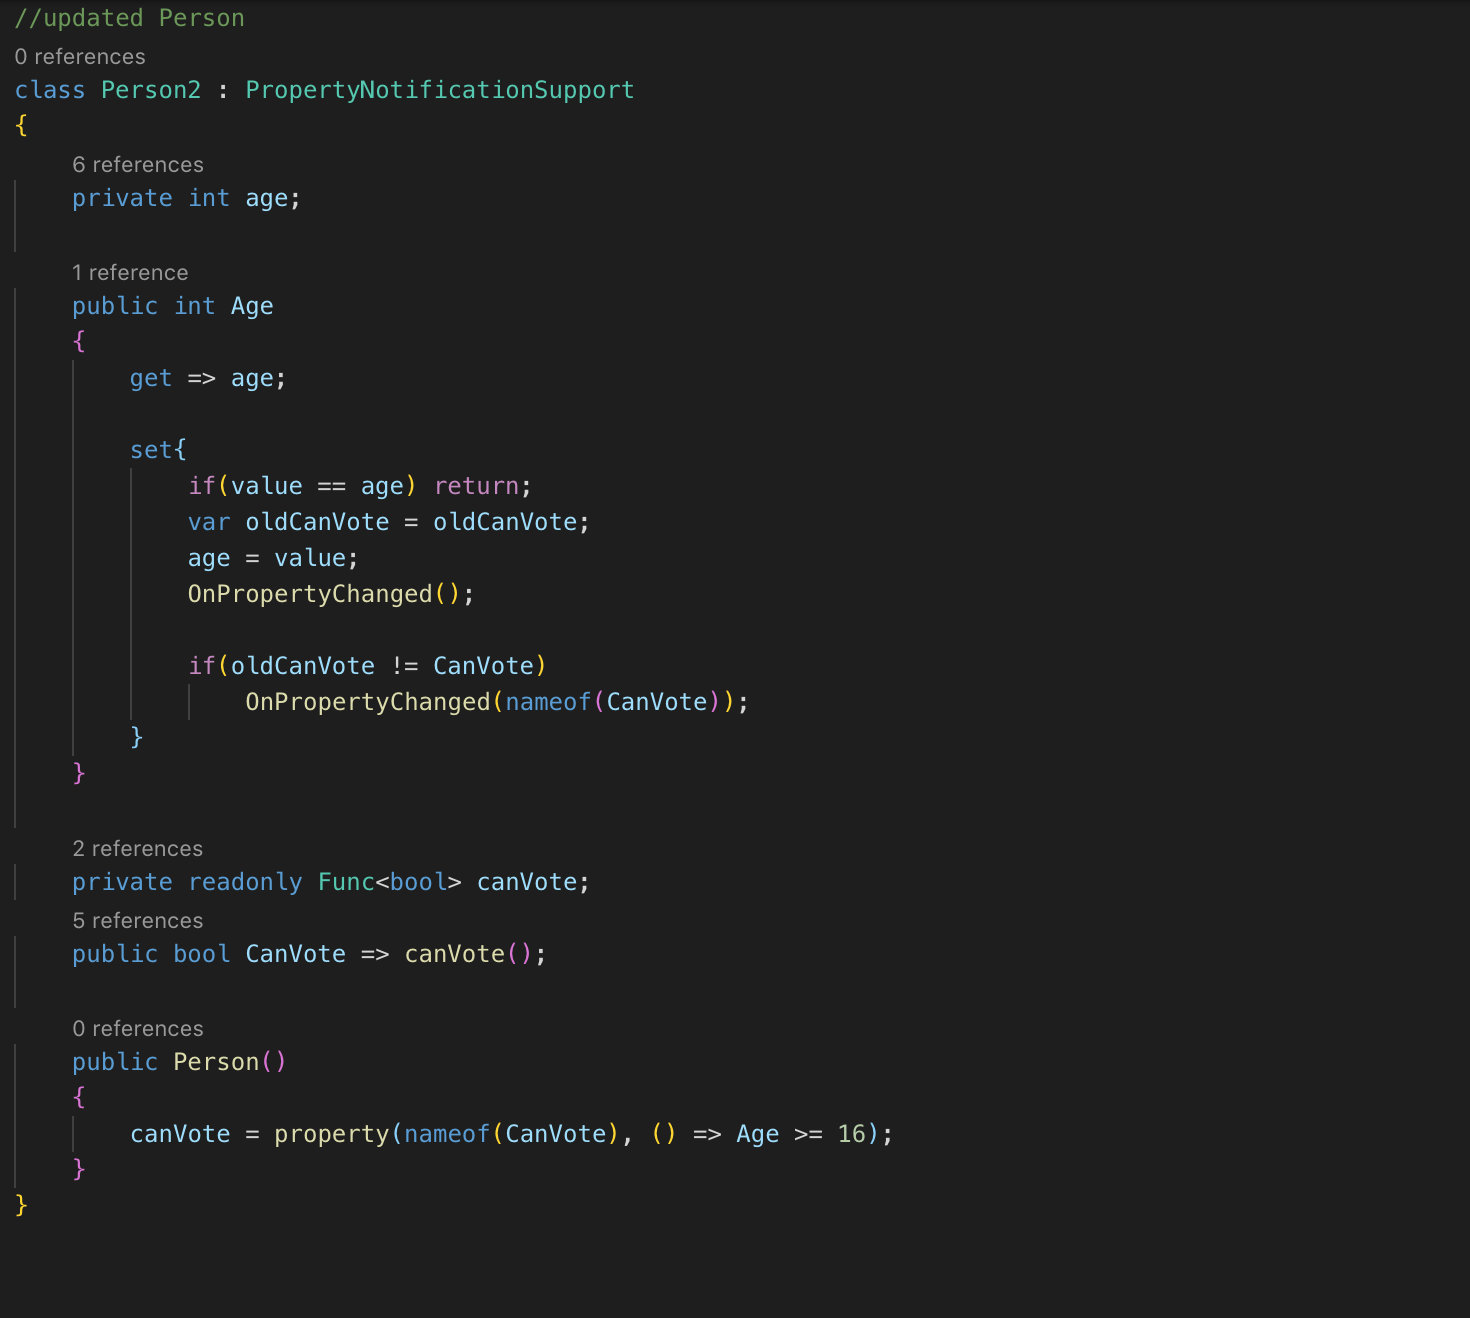 //updated Person
0 references
class Person2 : PropertyNotificationSupport
{
6 references
private int age;
1 reference
public int Age
{
get => age;
set{
if(value == age) return;
var oldCanVote = oldCanVote;
age = value;
OnPropertyChanged();
if(oldCanVote != CanVote)
OnPropertyChanged(nameof(CanVote));
}
}
2 references
private readonly Func<bool> canVote;
5 references
public bool CanVote => canVote();
0 references
public Person()
{
canVote = property(nameof(CanVote), () => Age >= 16);
}
}